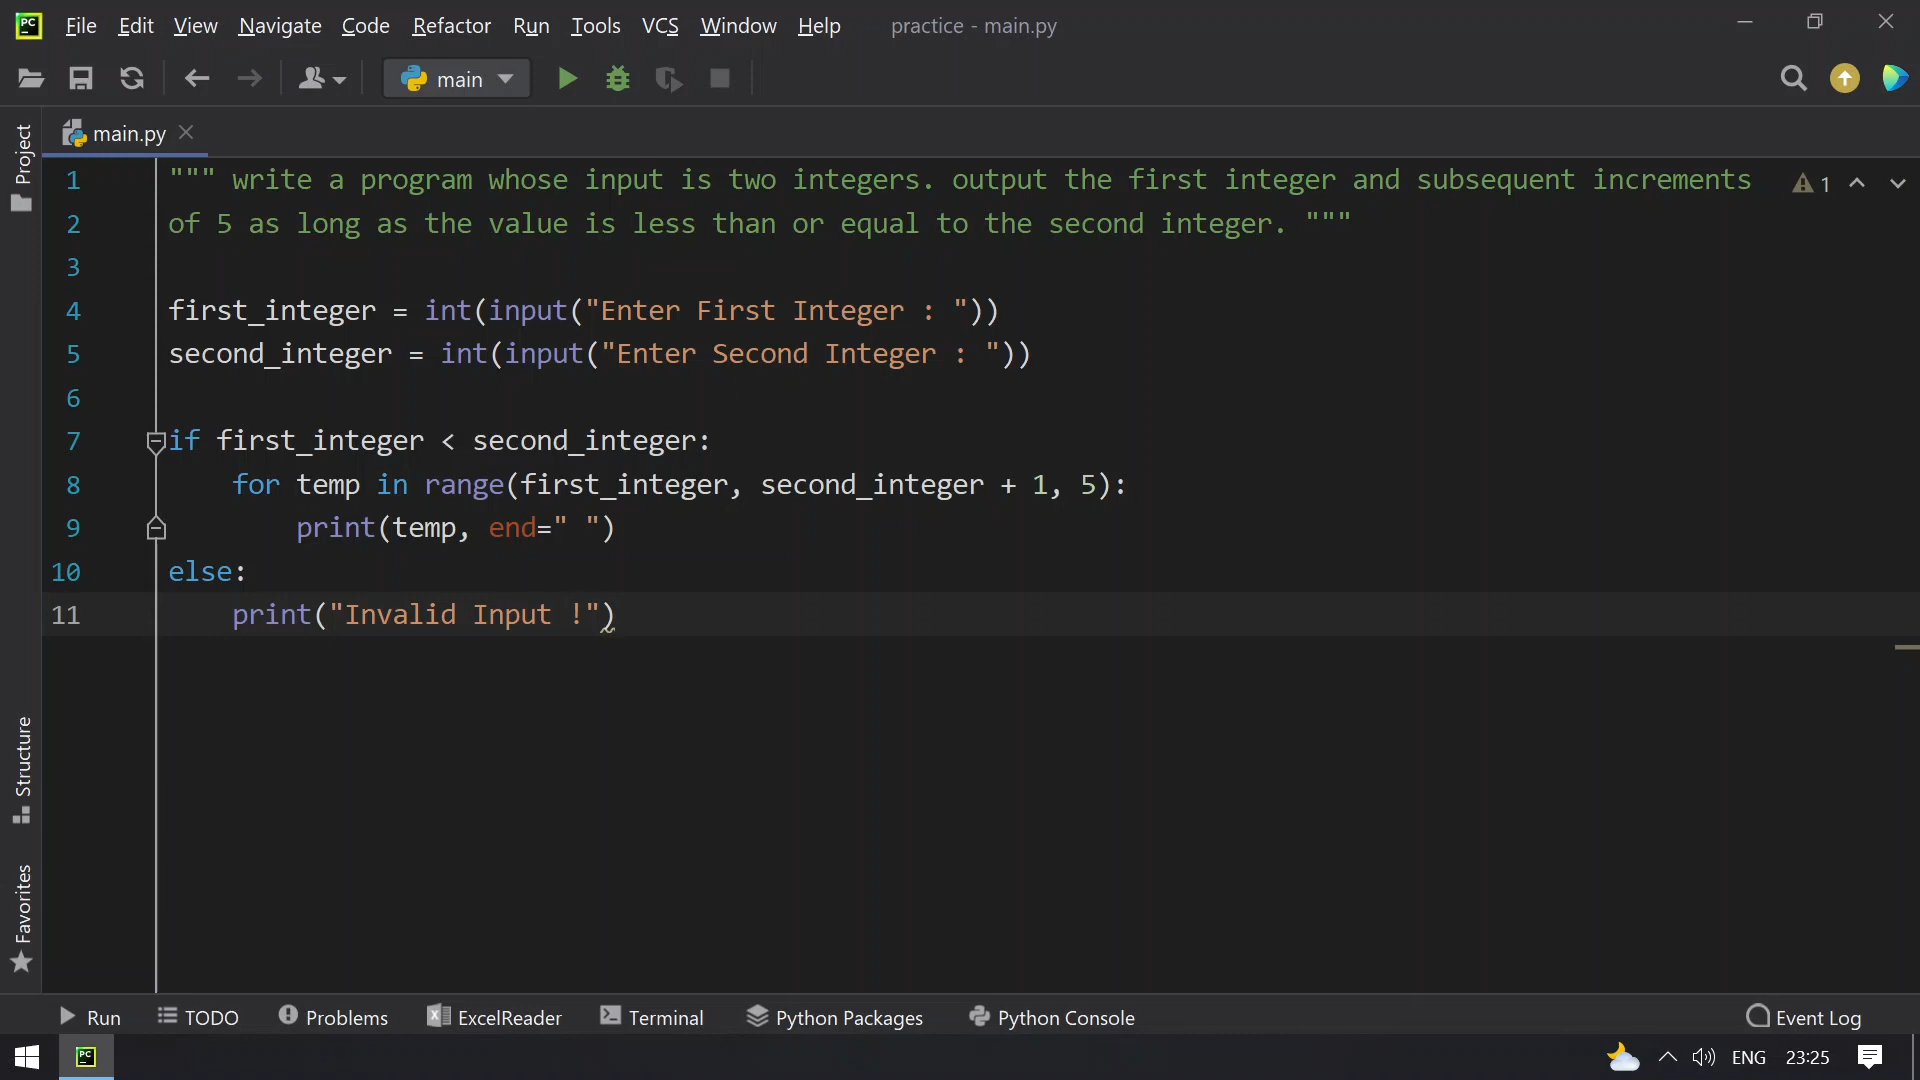 PC File Edit View Navigate Code Refactor Run Tools VCS Window Help practice - main.py
main
Project
main.py
1 """ write a program whose input is two integers. output the first integer and subsequent increments 1
2 of 5 as long as the value is less than or equal to the second integer. """
3
4 first_integer = int(input("Enter First Integer : "))
5 second_integer = int(input("Enter Second Integer : "))
6
7 if first_integer < second_integer:
8     for temp in range(first_integer, second_integer + 1, 5):
9         print(temp, end=" ")
10 else:
11     print("Invalid Input !")
Structure
Favorites
Run TODO Problems ExcelReader Terminal Python Packages Python Console Event Log
PC ENG 23:25